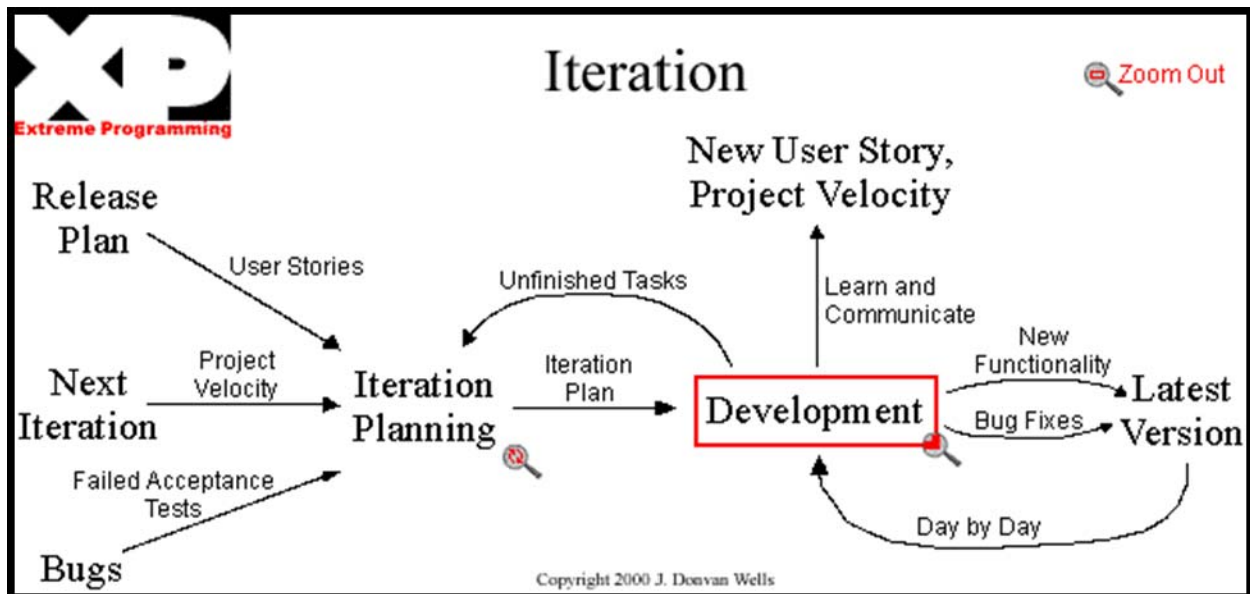 XP
Extreme Programming
Iteration
Zoom Out
New User Story,
Project Velocity
Release
Plan
User Stories
Unfinished Tasks
Learn and
Communicate
New
Functionality
Project
Velocity
Next
Iteration
Iteration
Planning
Iteration
Plan
Development
Bug Fixes
Latest
Version
Failed Acceptance
Tests
Day by Day
Bugs
Copyright 2000 J. Donvan Wells